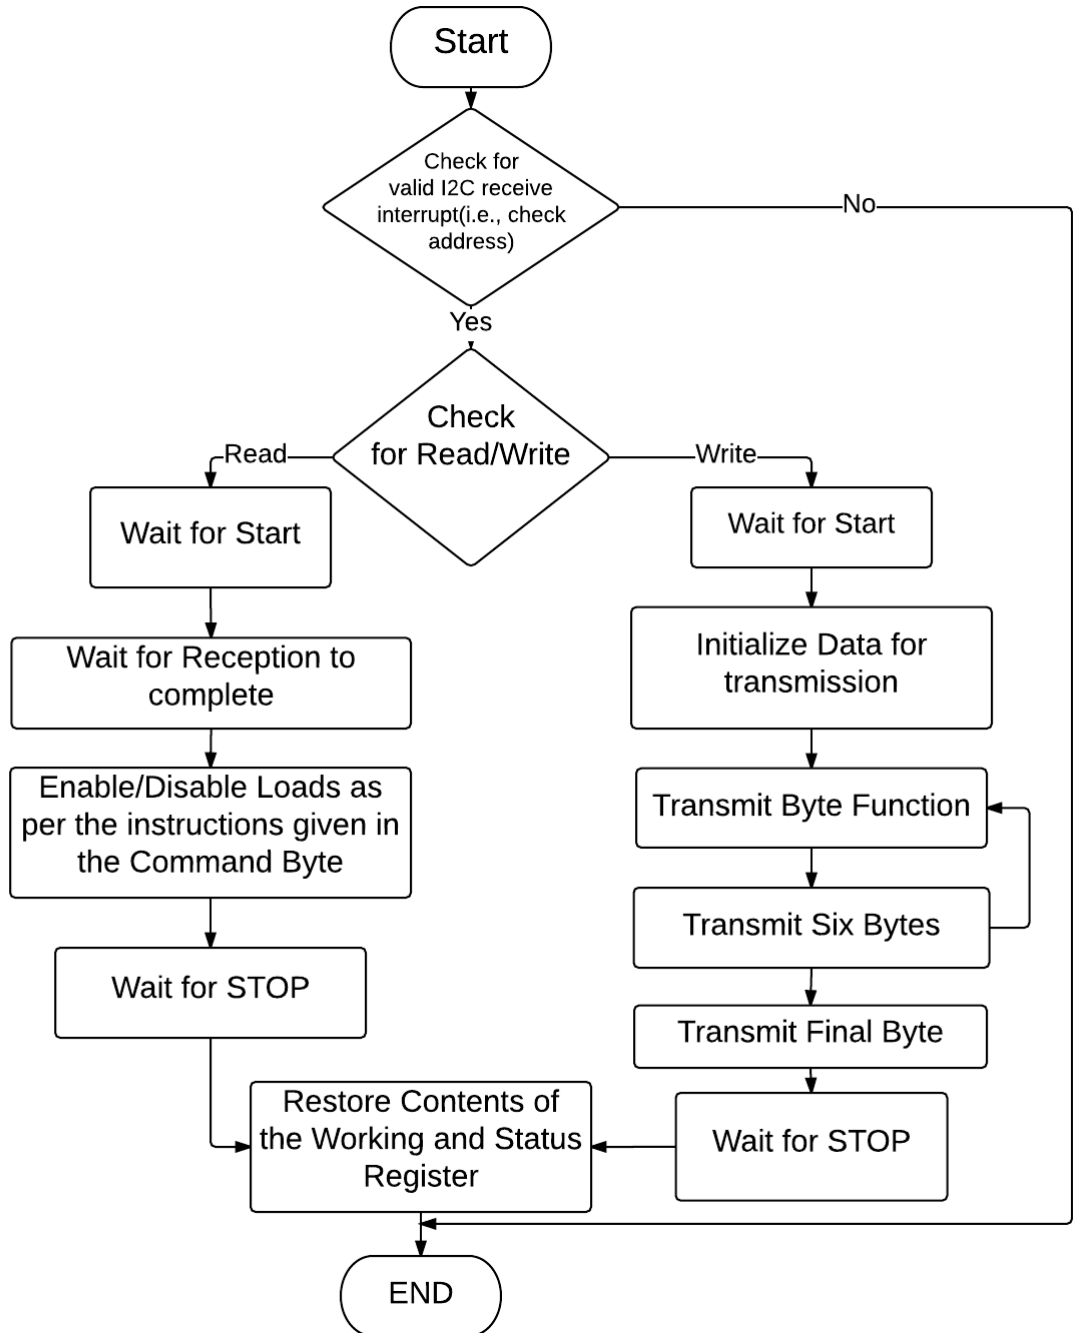 Start
Check for
valid I2C receive
interrupt(i.e., check
address)
No
Yes
Check
for Read/Write
Read
Write
Wait for Start
Wait for Start
Wait for Reception to
complete
Initialize Data for
transmission
Enable/Disable Loads as
per the instructions given in
the Command Byte
Transmit Byte Function
Transmit Six Bytes
Wait for STOP
Transmit Final Byte
Restore Contents of
the Working and Status
Register
Wait for STOP
END